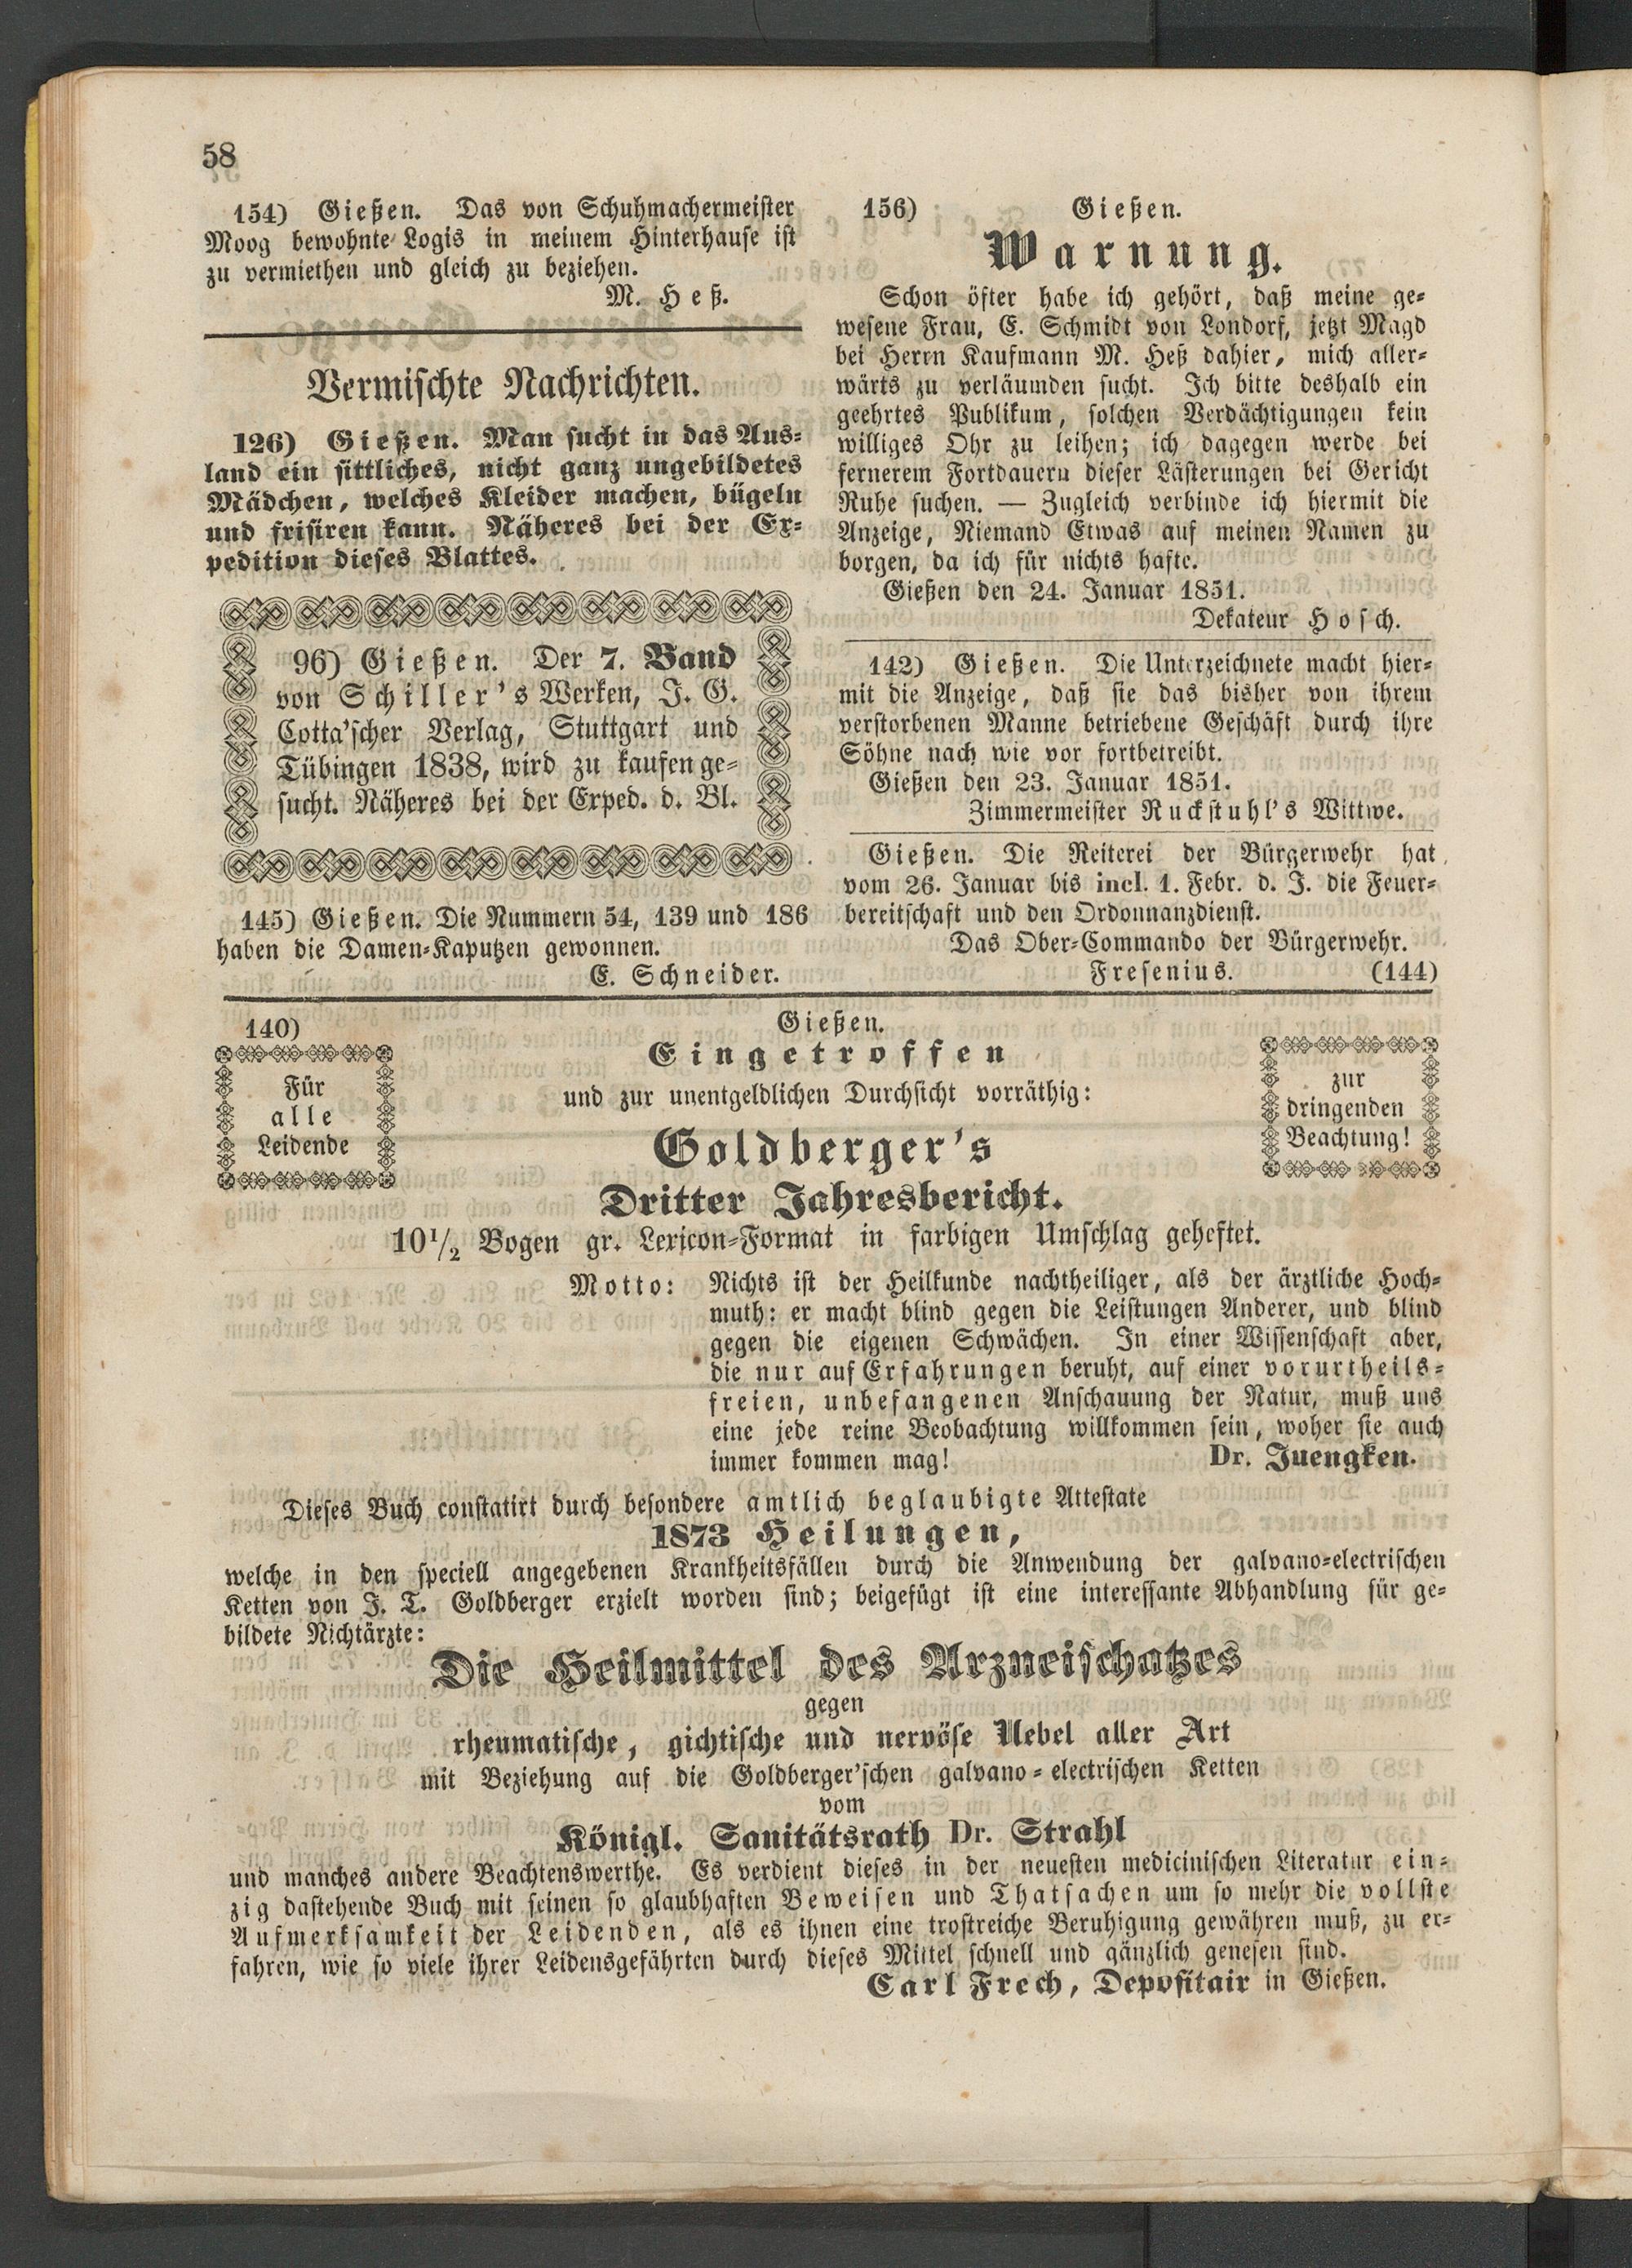 58
154) Gießen. Das von Schuhmachermeister
Moog bewohnte Logis in meinem Hinterhause ist
zu vermiethen und gleich zu beziehen.
M. Heß.
Vermischte Nachrichten.
126) Gießen. Man sucht in das Aus-
land ein sittliches, nicht ganz ungebildetes
Mädchen, welches Kleider machen, bügeln
und frisiren kann. Näheres bei der Ex-
pedition dieses Blattes.
96) Gießen. Der 7. Band
von Schiller's Werken, J. G.
Cotta'scher Verlag, Stuttgart und
Tübingen 1838, wird zu kaufen ge-
sucht. Näheres bei der Exped. d. Bl.
145) Gießen. Die Nummern 54, 139 und 186
haben die Damen-Kaputzen gewonnen.
E. Schneider.
156) Gießen.
Warnung.
Schon öfter habe ich gehört, daß meine ge-
wesene Frau, E. Schmidt von Londorf, jetzt Magd
bei Herrn Kaufmann M. Heß dahier, mich aller-
wärts zu verläumden sucht. Ich bitte deshalb ein
geehrtes Publikum, solchen Verdächtigungen kein
williges Ohr zu leihen; ich dagegen werde bei
fernerem Fortdauern dieser Lästerungen bei Gericht
Ruhe suchen. — Zugleich verbinde ich hiermit die
Anzeige, Niemand Etwas auf meinen Namen zu
borgen, da ich für nichts hafte.
Gießen den 24. Januar 1851.
Dekateur Hosch.
142) Gießen. Die Unterzeichnete macht hier-
mit die Anzeige, daß sie das bisher von ihrem
verstorbenen Manne betriebene Geschäft durch ihre
Söhne nach wie vor fortbetreibt.
Gießen den 23. Januar 1851.
Zimmermeister Ruckstuhl's Wittwe.
Gießen. Die Reiterei der Bürgerwehr hat
vom 26. Januar bis incl. 1. Febr. d. J. die Feuer-
bereitschaft und den Ordonnanzdienst.
Das Ober-Commando der Bürgerwehr.
Fresenius. (144)
140) Gießen.
Für
alle
Leidende
Eingetroffen
und zur unentgeldlichen Durchsicht vorräthig:
zur
dringenden
Beachtung!
Goldberger's
Dritter Jahresbericht.
10 1/2 Bogen gr. Lexicon-Format in farbigen Umschlag geheftet.
Motto: Nichts ist der Heilkunde nachtheiliger, als der ärztliche Hoch-
muth: er macht blind gegen die Leistungen Anderer, und blind
gegen die eigenen Schwächen. In einer Wissenschaft aber,
die nur auf Erfahrungen beruht, auf einer vorurtheils-
freien, unbefangenen Anschauung der Natur, muß uns
eine jede reine Beobachtung willkommen sein, woher sie auch
immer kommen mag! Dr. Juengken.
Dieses Buch constatirt durch besondere amtlich beglaubigte Attestate
1873 Heilungen,
welche in den speciell angegebenen Krankheitsfällen durch die Anwendung der galvano-electrischen
Ketten von J. T. Goldberger erzielt worden sind; beigefügt ist eine interessante Abhandlung für ge-
bildete Nichtärzte:
Die Heilmittel des Arzneischatzes
gegen
rheumatische, gichtische und nervöse Uebel aller Art
mit Beziehung auf die Goldberger'schen galvano-electrischen Ketten
vom
Königl. Sanitätsrath Dr. Strahl
und manches andere Beachtenswerthe. Es verdient dieses in der neuesten medicinischen Literatur ein-
zig dastehende Buch mit seinen so glaubhaften Beweisen und Thatsachen um so mehr die vollste
Aufmerksamkeit der Leidenden, als es ihnen eine trostreiche Beruhigung gewähren muß, zu er-
fahren, wie so viele ihrer Leidensgefährten durch dieses Mittel schnell und gänzlich genesen sind.
Carl Frech, Depositair in Gießen.